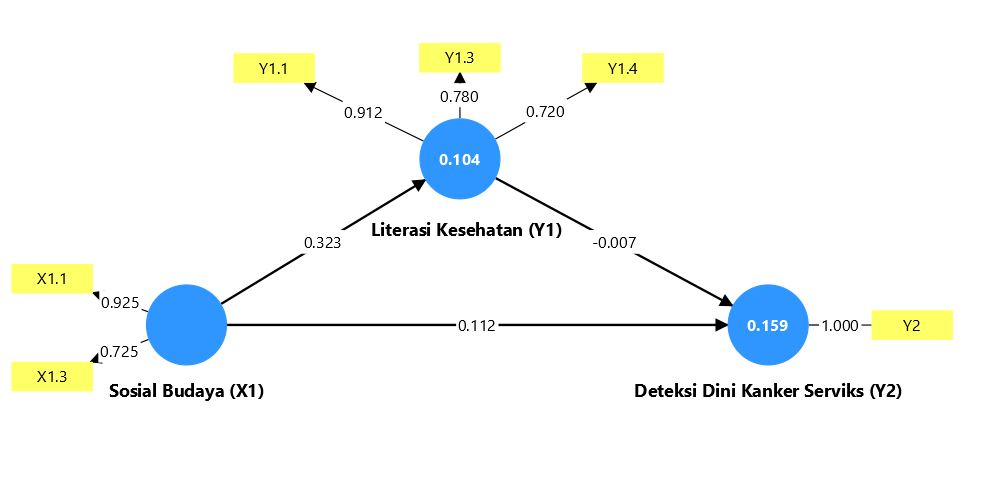 Y1.1
Y1.3
Y1.4
0.912
0.780
0.720
0.104
Literasi Kesehatan (Y1)
0.323
-0.007
X1.1
0.925
0.725
X1.3
Sosial Budaya (X1)
0.112
0.159
1.000
Y2
Deteksi Dini Kanker Serviks (Y2)